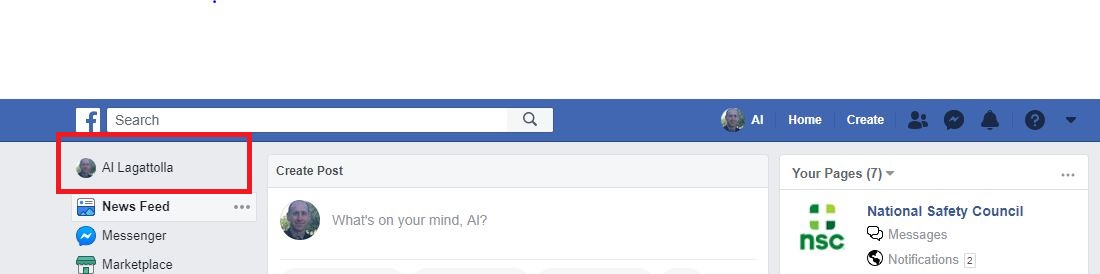 Search
Al Home Create
Al Lagattolla
News Feed
Messenger
Marketplace
Create Post
What's on your mind, Al?
Your Pages (7)
National Safety Council
nsc
Messages
Notifications 2